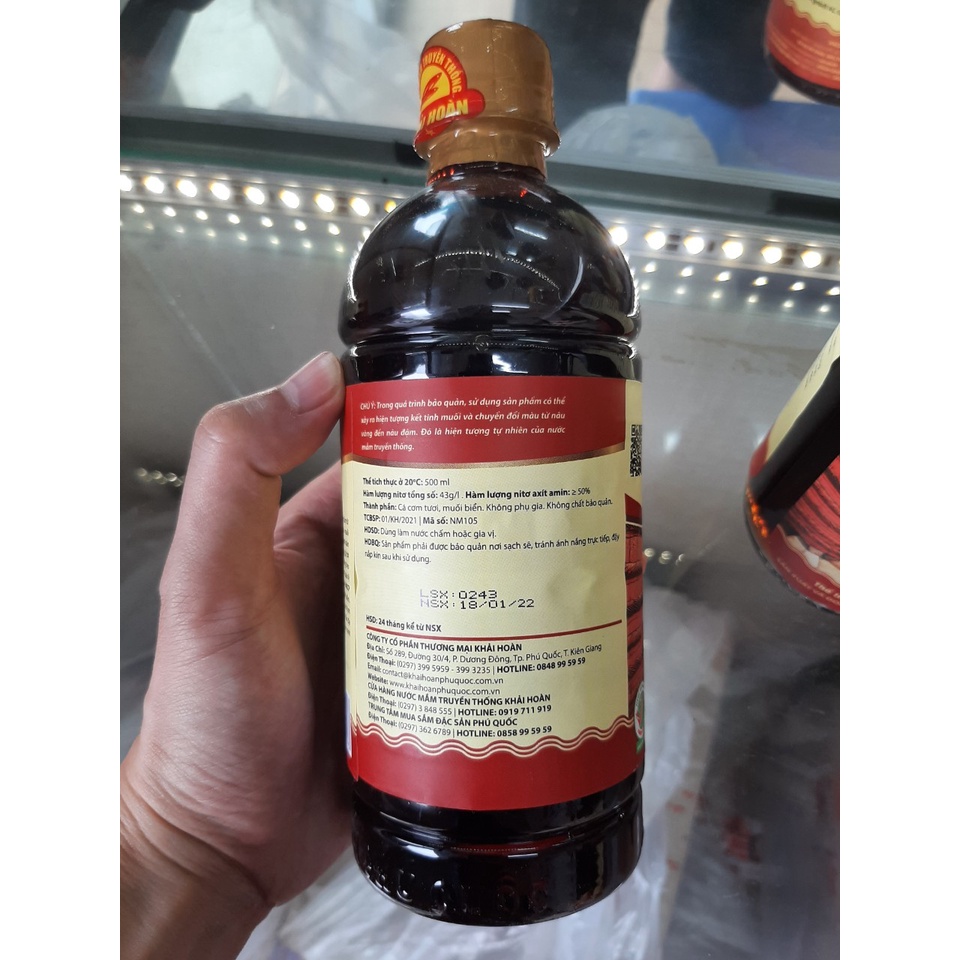 TRUYỀN THỐNG
HOÀN
CHÚ Ý: Trong quá trình bảo quản, sử dụng sản phẩm có thể
xảy ra hiện tượng kết tinh muối và chuyển đổi màu từ nâu
vàng đến nâu đậm. Đó là hiện tượng tự nhiên của nước
mắm truyền thống.
Thể tích thực ở 20°C: 500 ml
Hàm lượng nitơ tổng số: 43g/l . Hàm lượng nitơ axít amin: ≥ 50%
Thành phần: Cá cơm tươi, muối biển. Không phụ gia. Không chất bảo quản.
TCBSP: 01/KH/2021 | Mã số: NM105
HDSD: Dùng làm nước chấm hoặc gia vị.
HDBQ: Sản phẩm phải được bảo quản nơi sạch sẽ, tránh ánh nắng trực tiếp, đậy
nắp kín sau khi sử dụng.
LSX:0243
NSX:18/01/22
HSD: 24 tháng kể từ NSX
CÔNG TY CỔ PHẦN THƯƠNG MẠI KHẢI HOÀN
Địa Chỉ: Số 289, Đường 30/4, P. Dương Đông, Tp. Phú Quốc, T. Kiên Giang
Điện Thoại: (0297) 399 5959 - 399 3235 | HOTLINE: 0848 99 59 59
Email: contact@khaihoanphuquoc.com.vn
Website: www.khaihoanphuquoc.com.vn
CỬA HÀNG NƯỚC MẮM TRUYỀN THỐNG KHẢI HOÀN
Điện Thoại: (0297) 3 848 555 | HOTLINE: 0919 711 919
TRUNG TÂM MUA SẮM ĐẶC SẢN PHÚ QUỐC
Điện Thoại: (0297) 362 6789 | HOTLINE: 0858 99 59 59